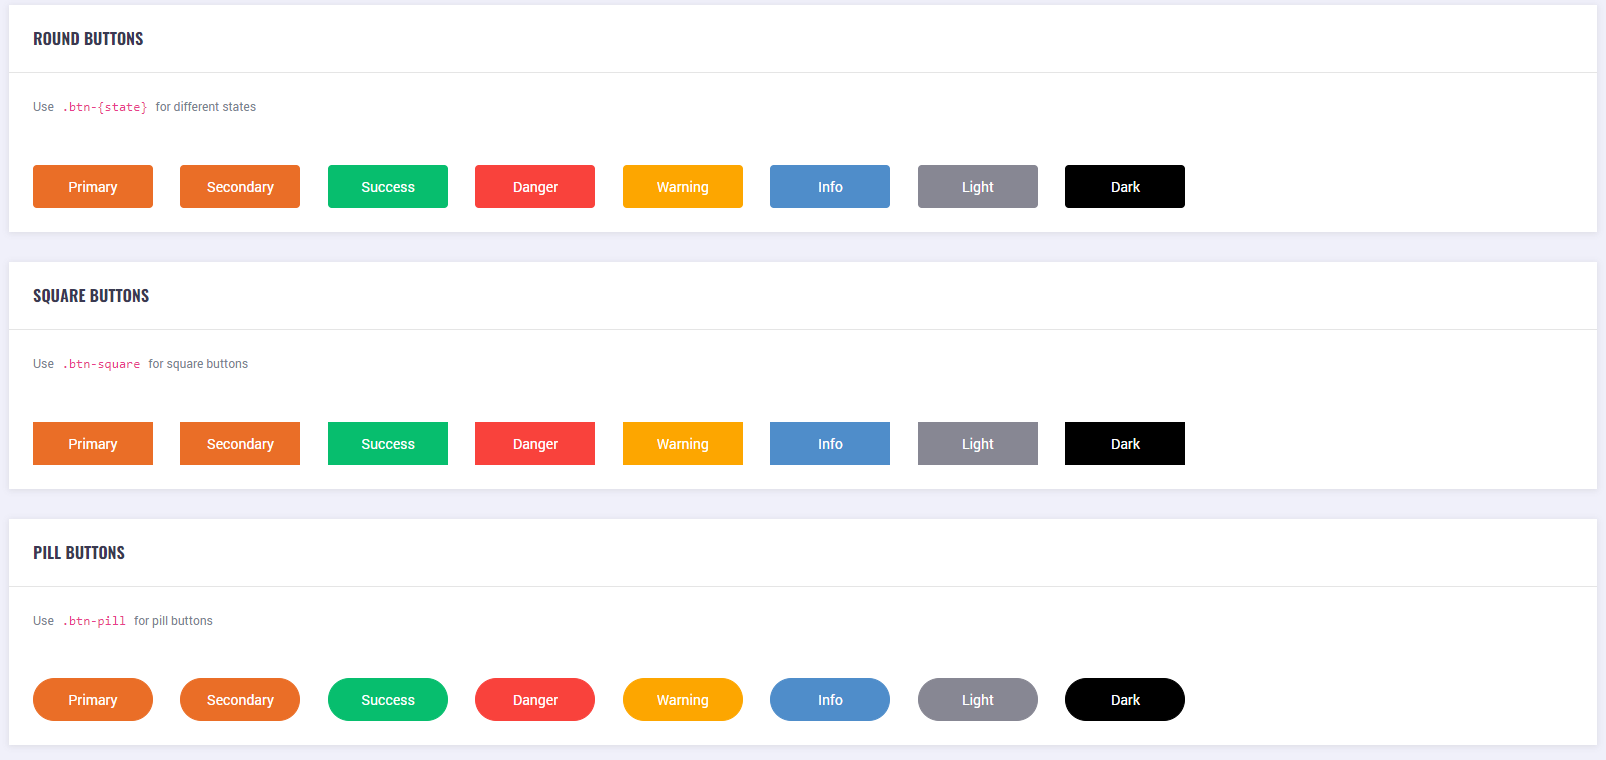 ROUND BUTTONS
Use .btn-{state} for different states
Primary Secondary Success Danger Warning Info Light Dark
SQUARE BUTTONS
Use .btn-square for square buttons
Primary Secondary Success Danger Warning Info Light Dark
PILL BUTTONS
Use .btn-pill for pill buttons
Primary Secondary Success Danger Warning Info Light Dark